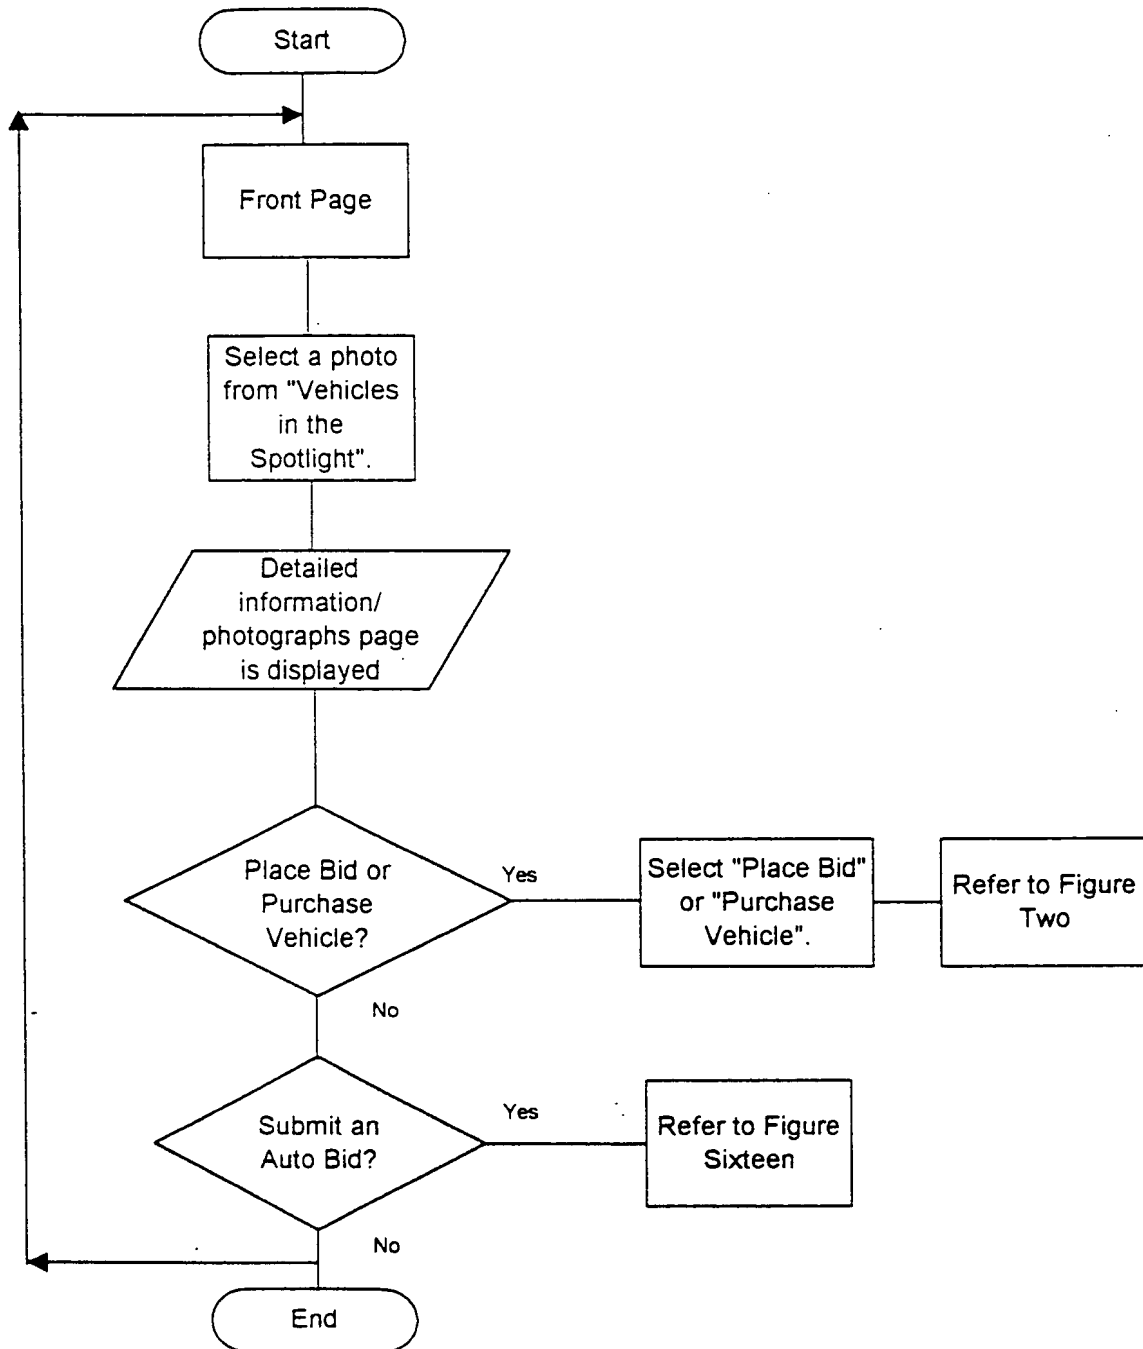 Start
Front Page
Select a photo
from "Vehicles
in the
Spotlight".
Detailed
information/
photographs page
is displayed
Place Bid or
Purchase
Vehicle?
Yes
Select "Place Bid"
or "Purchase
Vehicle".
Refer to Figure
Two
No
Submit an
Auto Bid?
Yes
Refer to Figure
Sixteen
No
End